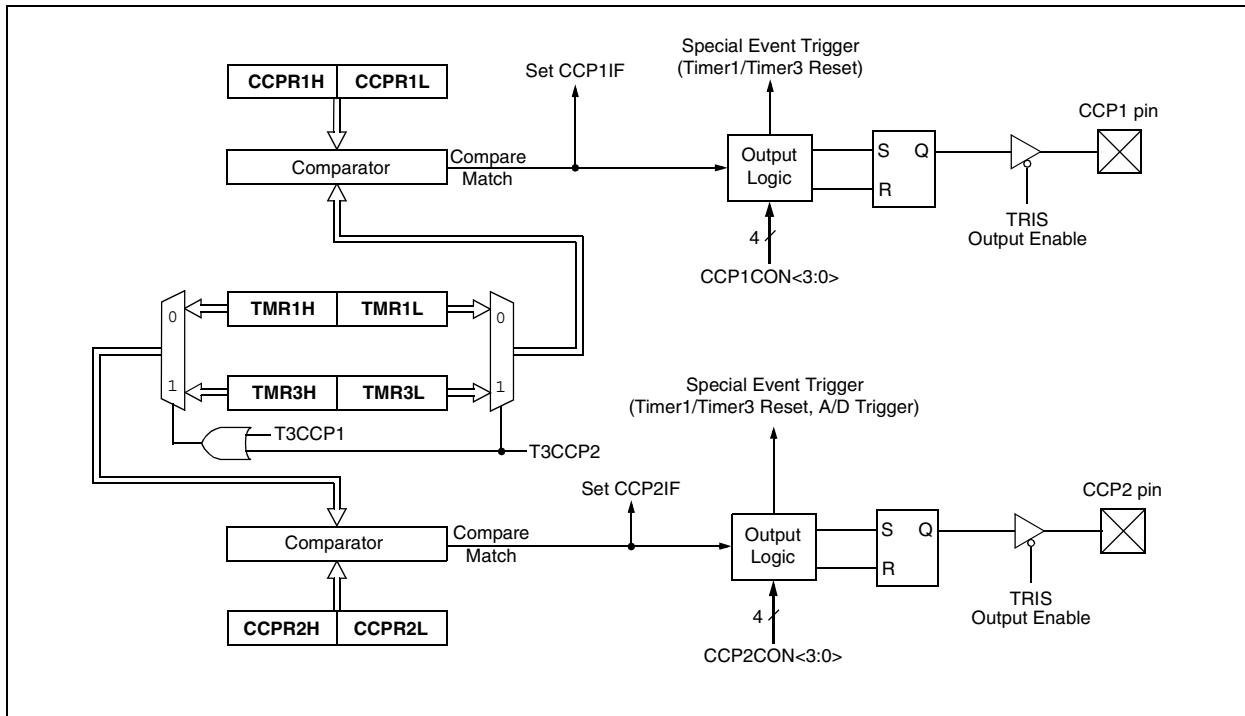 Special Event Trigger
(Timer1/Timer3 Reset)
Set CCP1IF
CCPR1H CCPR1L
CCP1 pin
Comparator
Compare
Match
Output
Logic
S Q
R
TRIS
Output Enable
4
CCP1CON<3:0>
0 TMR1H TMR1L 0
1 TMR3H TMR3L 1
T3CCP1
T3CCP2
Special Event Trigger
(Timer1/Timer3 Reset, A/D Trigger)
Set CCP2IF
CCP2 pin
Comparator
Compare
Match
Output
Logic
S Q
R
TRIS
Output Enable
4
CCPR2H CCPR2L
CCP2CON<3:0>